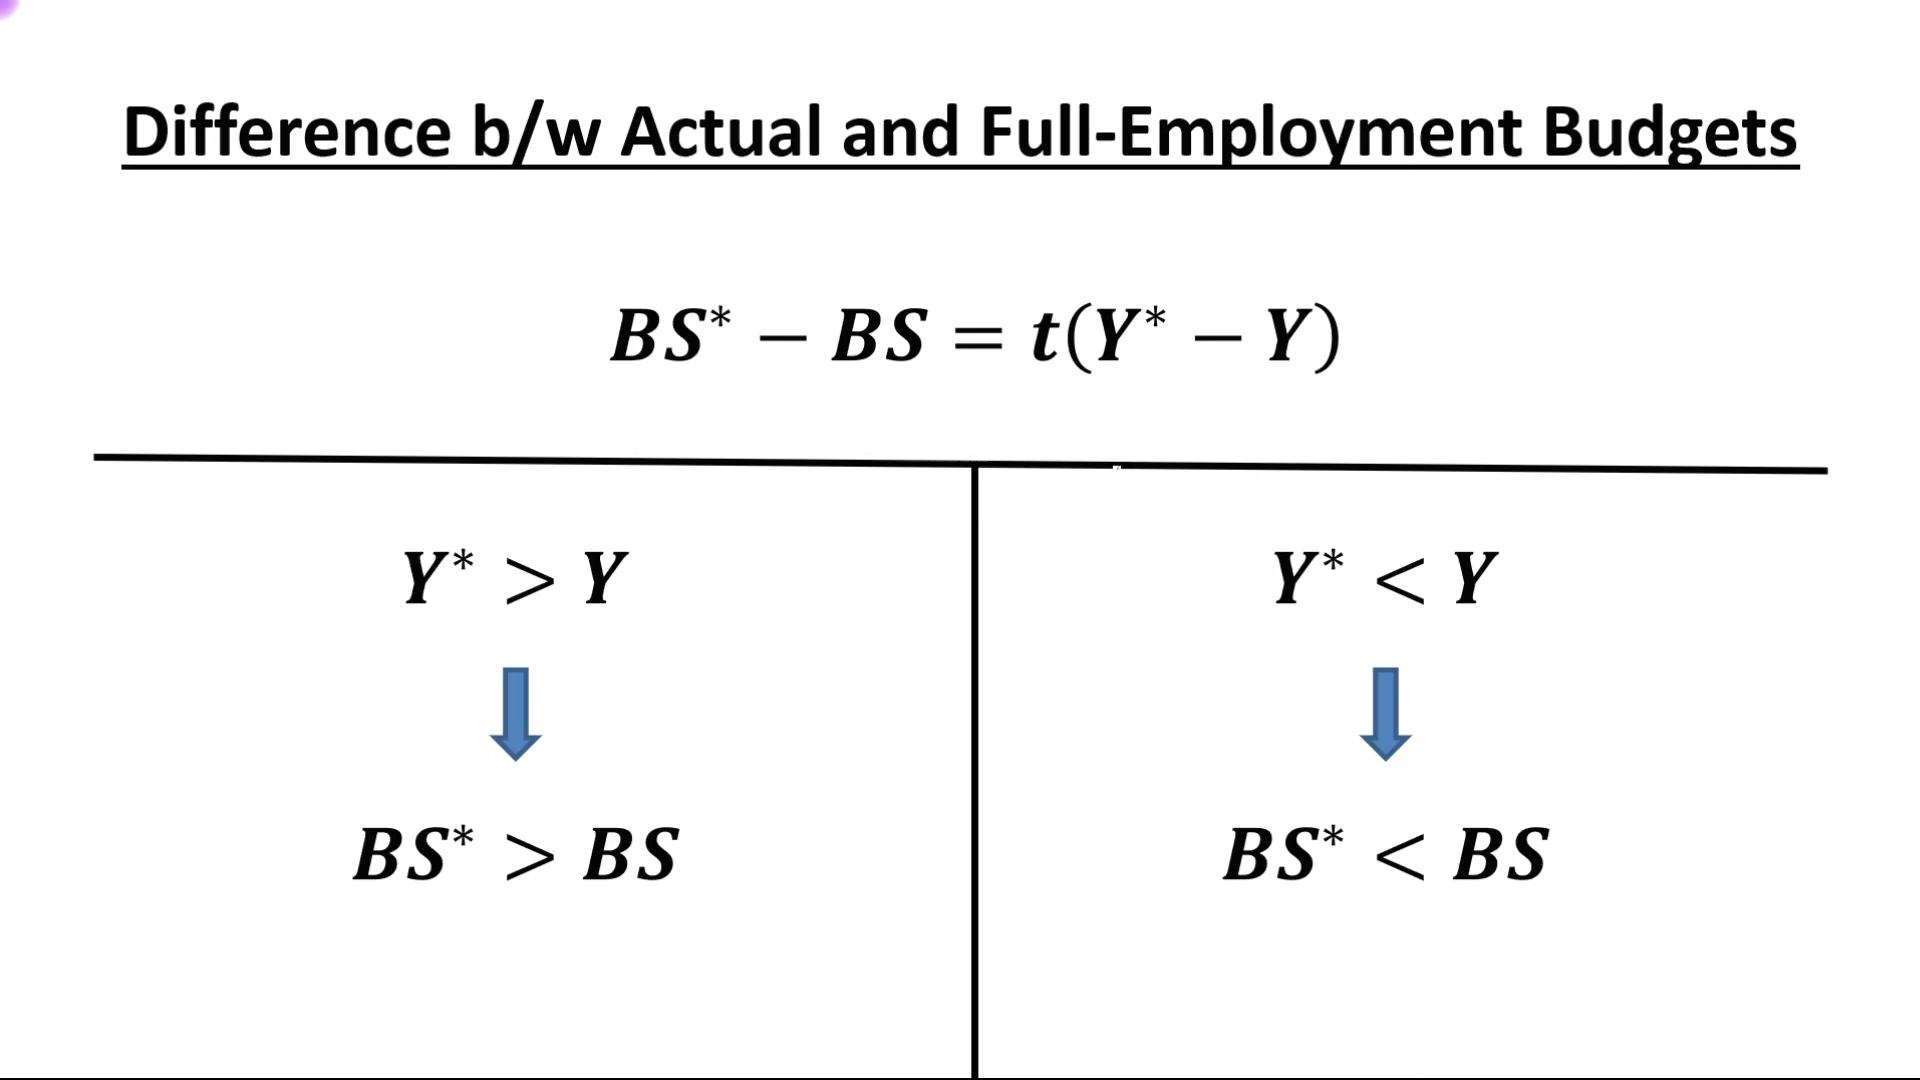 Difference b/w Actual and Full-Employment Budgets
BS* − BS = t(Y* − Y)
Y* > Y
BS* > BS
Y* < Y
BS* < BS